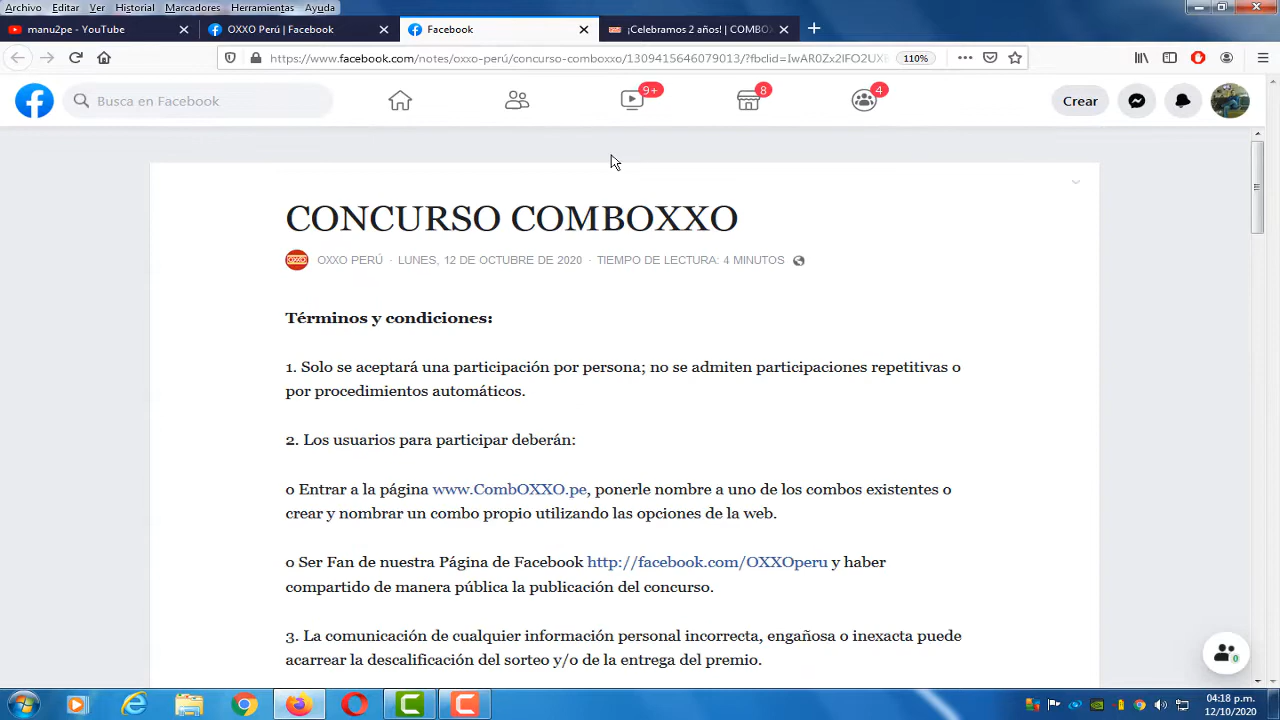 Archivo Editar Ver Historial Marcadores Herramientas Ayuda
manu2pe - YouTube
OXXO Perú | Facebook
Facebook
¡Celebramos 2 años! | COMBO
https://www.facebook.com/notes/oxxo-perú/concurso-comboxxo/1309415646079013/?fbclid=IwAR0Zx2IFO2UX
110%
Busca en Facebook
9+
8
4
Crear
CONCURSO COMBOXXO
OXXO PERÚ · LUNES, 12 DE OCTUBRE DE 2020 · TIEMPO DE LECTURA: 4 MINUTOS
Términos y condiciones:
1. Solo se aceptará una participación por persona; no se admiten participaciones repetitivas o
por procedimientos automáticos.
2. Los usuarios para participar deberán:
o Entrar a la página www.CombOXXO.pe, ponerle nombre a uno de los combos existentes o
crear y nombrar un combo propio utilizando las opciones de la web.
o Ser Fan de nuestra Página de Facebook http://facebook.com/OXXOperu y haber
compartido de manera pública la publicación del concurso.
3. La comunicación de cualquier información personal incorrecta, engañosa o inexacta puede
acarrear la descalificación del sorteo y/o de la entrega del premio.
0
04:18 p.m.
12/10/2020